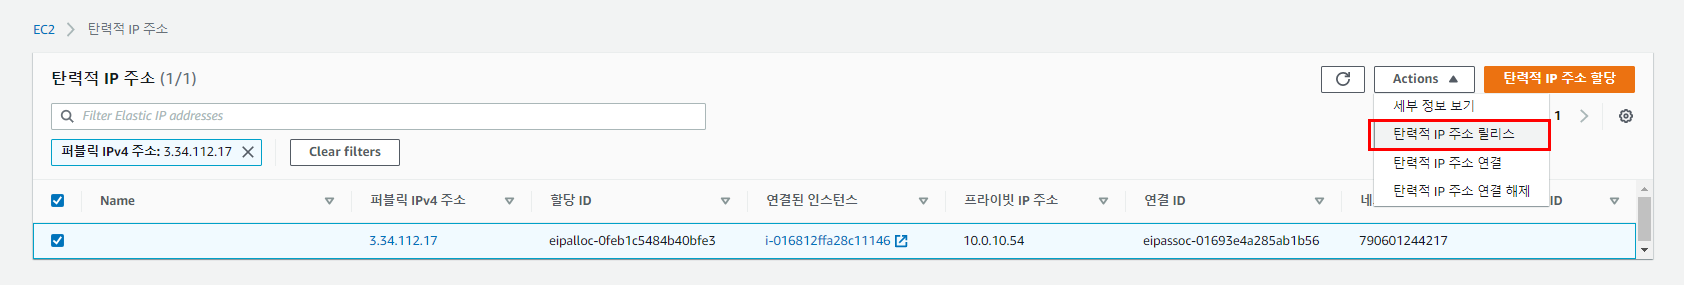 EC2 > 탄력적 IP 주소
탄력적 IP 주소 (1/1)
Actions
탄력적 IP 주소 할당
Filter Elastic IP addresses
1
세부 정보 보기
탄력적 IP 주소 릴리스
탄력적 IP 주소 연결
탄력적 IP 주소 연결 해제
퍼블릭 IPv4 주소: 3.34.112.17
Clear filters
Name 퍼블릭 IPv4 주소 할당 ID 연결된 인스턴스 프라이빗 IP 주소 연결 ID 네 ID
3.34.112.17 eipalloc-0feb1c5484b40bfe3 i-016812ffa28c11146 10.0.10.54 eipassoc-01693e4a285ab1b56 790601244217